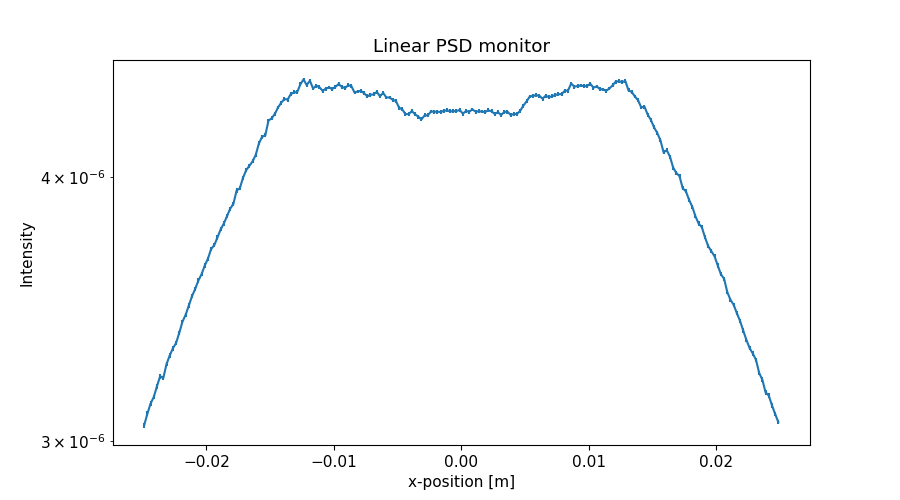 Linear PSD monitor
Intensity
4 × 10⁻⁶
3 × 10⁻⁶
−0.02 −0.01 0.00 0.01 0.02
x-position [m]